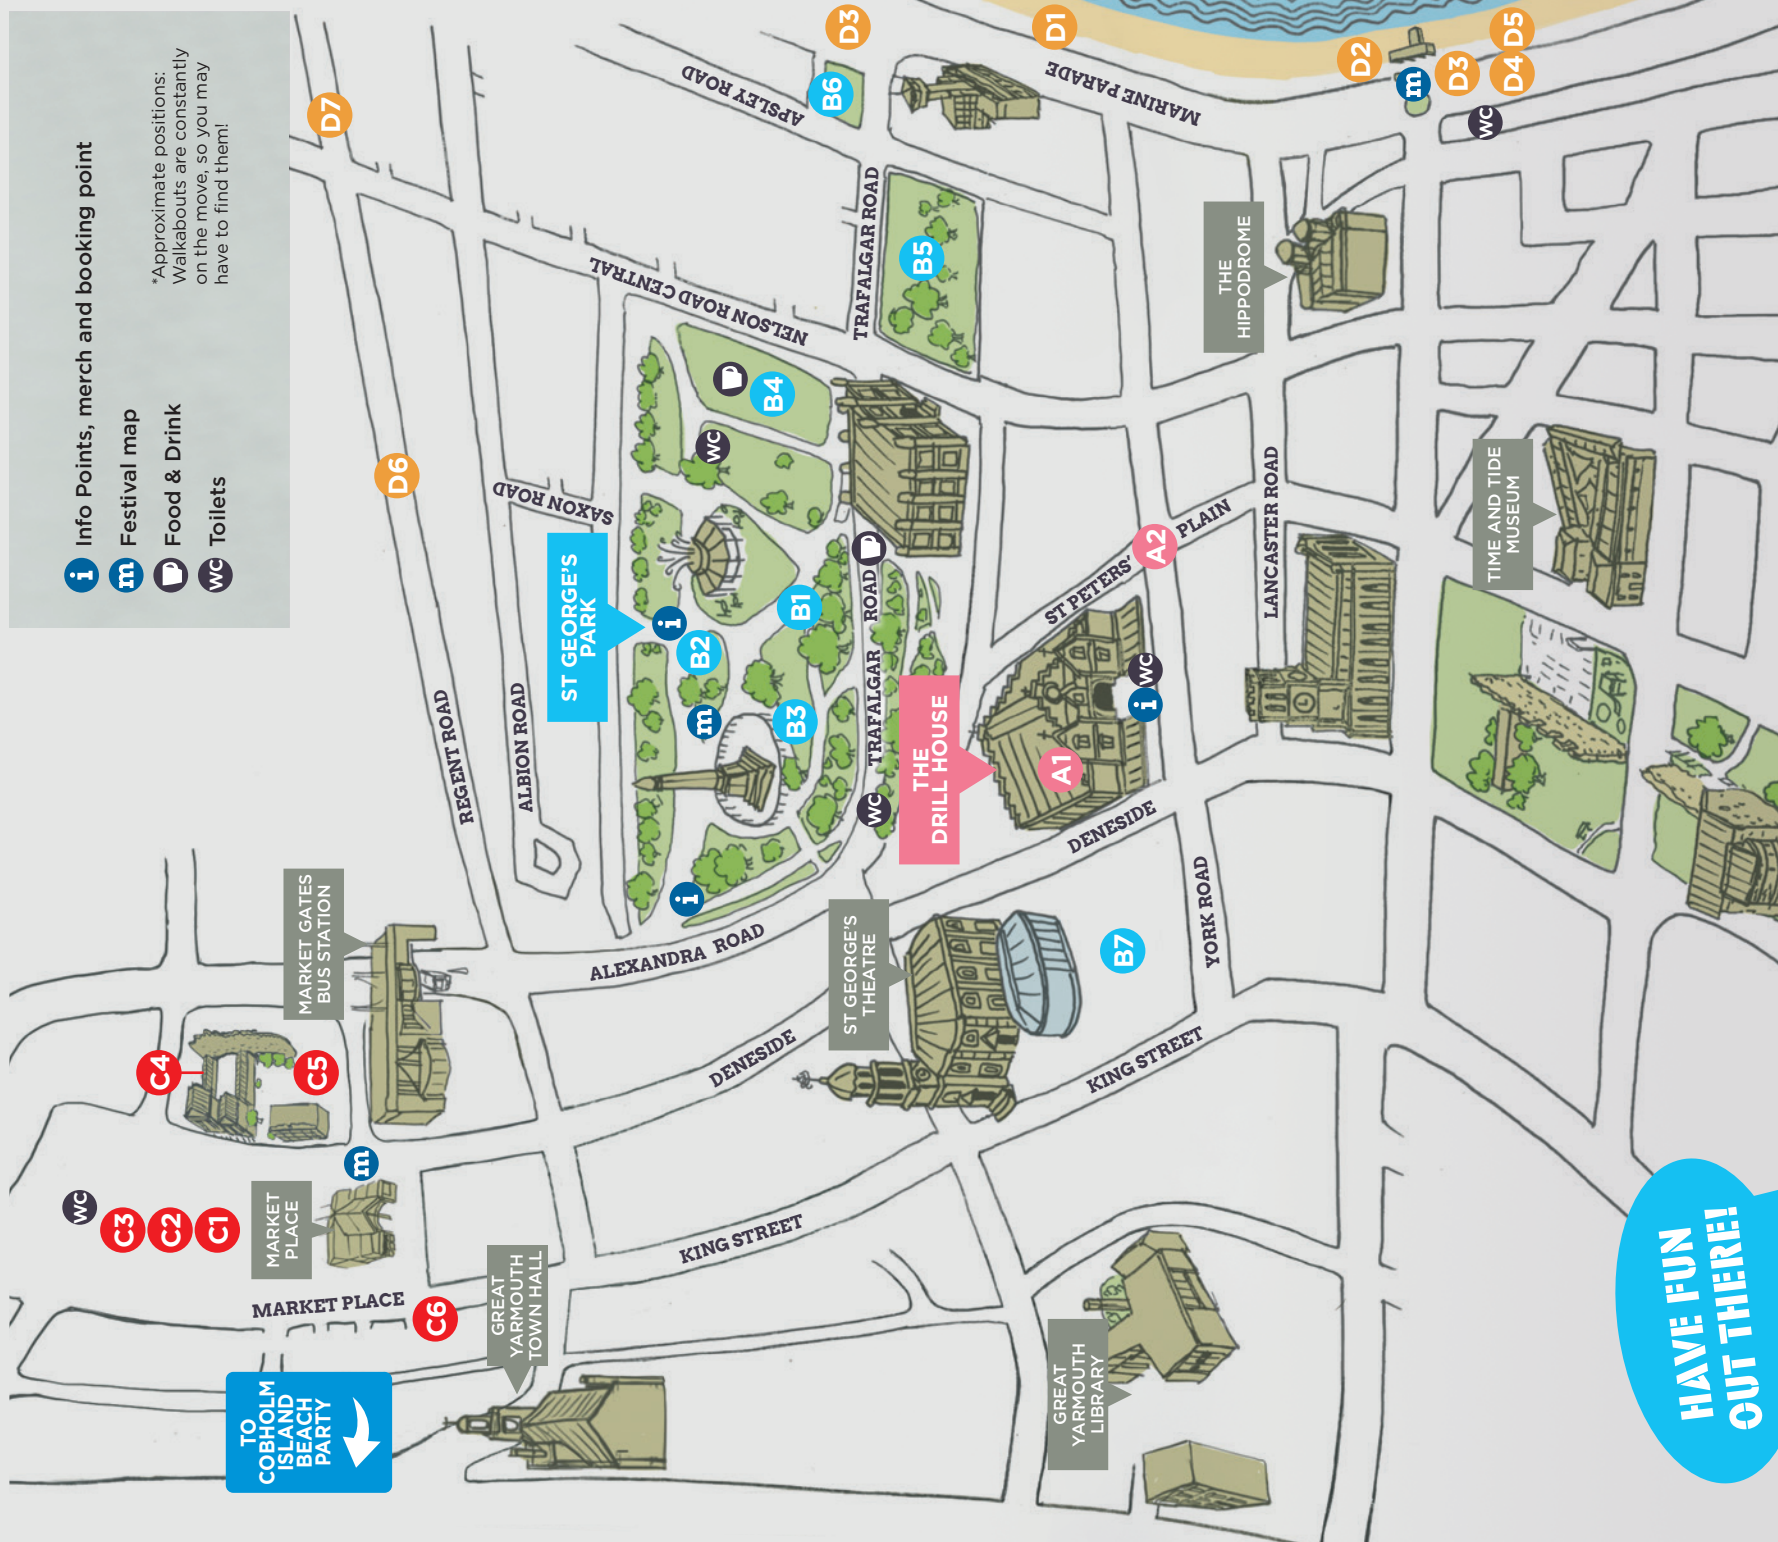 i Info Points, merch and booking point
m Festival map
Food & Drink
WC Toilets
*Approximate positions:
Walkabouts are constantly
on the move, so you may
have to find them!
D7
D6
REGENT ROAD
ALBION ROAD
SAXON ROAD
NELSON ROAD CENTRAL
APSLEY ROAD
B6
D3
D1
MARINE PARADE
D2
m
D3
D4
D5
WC
TRAFALGAR ROAD
B5
THE
HIPPODROME
ST GEORGE'S
PARK
B4
WC
i
B2
B1
m
B3
i
TRAFALGAR ROAD
WC
THE
DRILL HOUSE
A1
WC
i
ST PETERS' PLAIN
A2
LANCASTER ROAD
TIME AND TIDE
MUSEUM
DENESIDE
YORK ROAD
ALEXANDRA ROAD
MARKET GATES
BUS STATION
C4
C5
ST GEORGE'S
THEATRE
B7
DENESIDE
KING STREET
KING STREET
m
WC
C3
C2
C1
MARKET
PLACE
MARKET PLACE
C6
GREAT
YARMOUTH
TOWN HALL
TO
COBHOLM
ISLAND
BEACH
PARTY
GREAT
YARMOUTH
LIBRARY
HAVE FUN
OUT THERE!